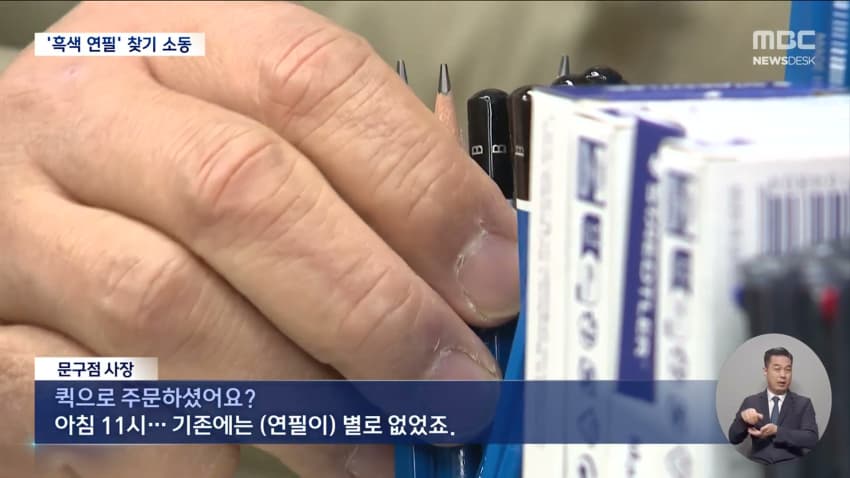 '흑색 연필' 찾기 소동
MBC
NEWSDESK
B
B
STAEDTLER
문구점 사장
퀵으로 주문하셨어요?
아침 11시… 기존에는 (연필이) 별로 없었죠.